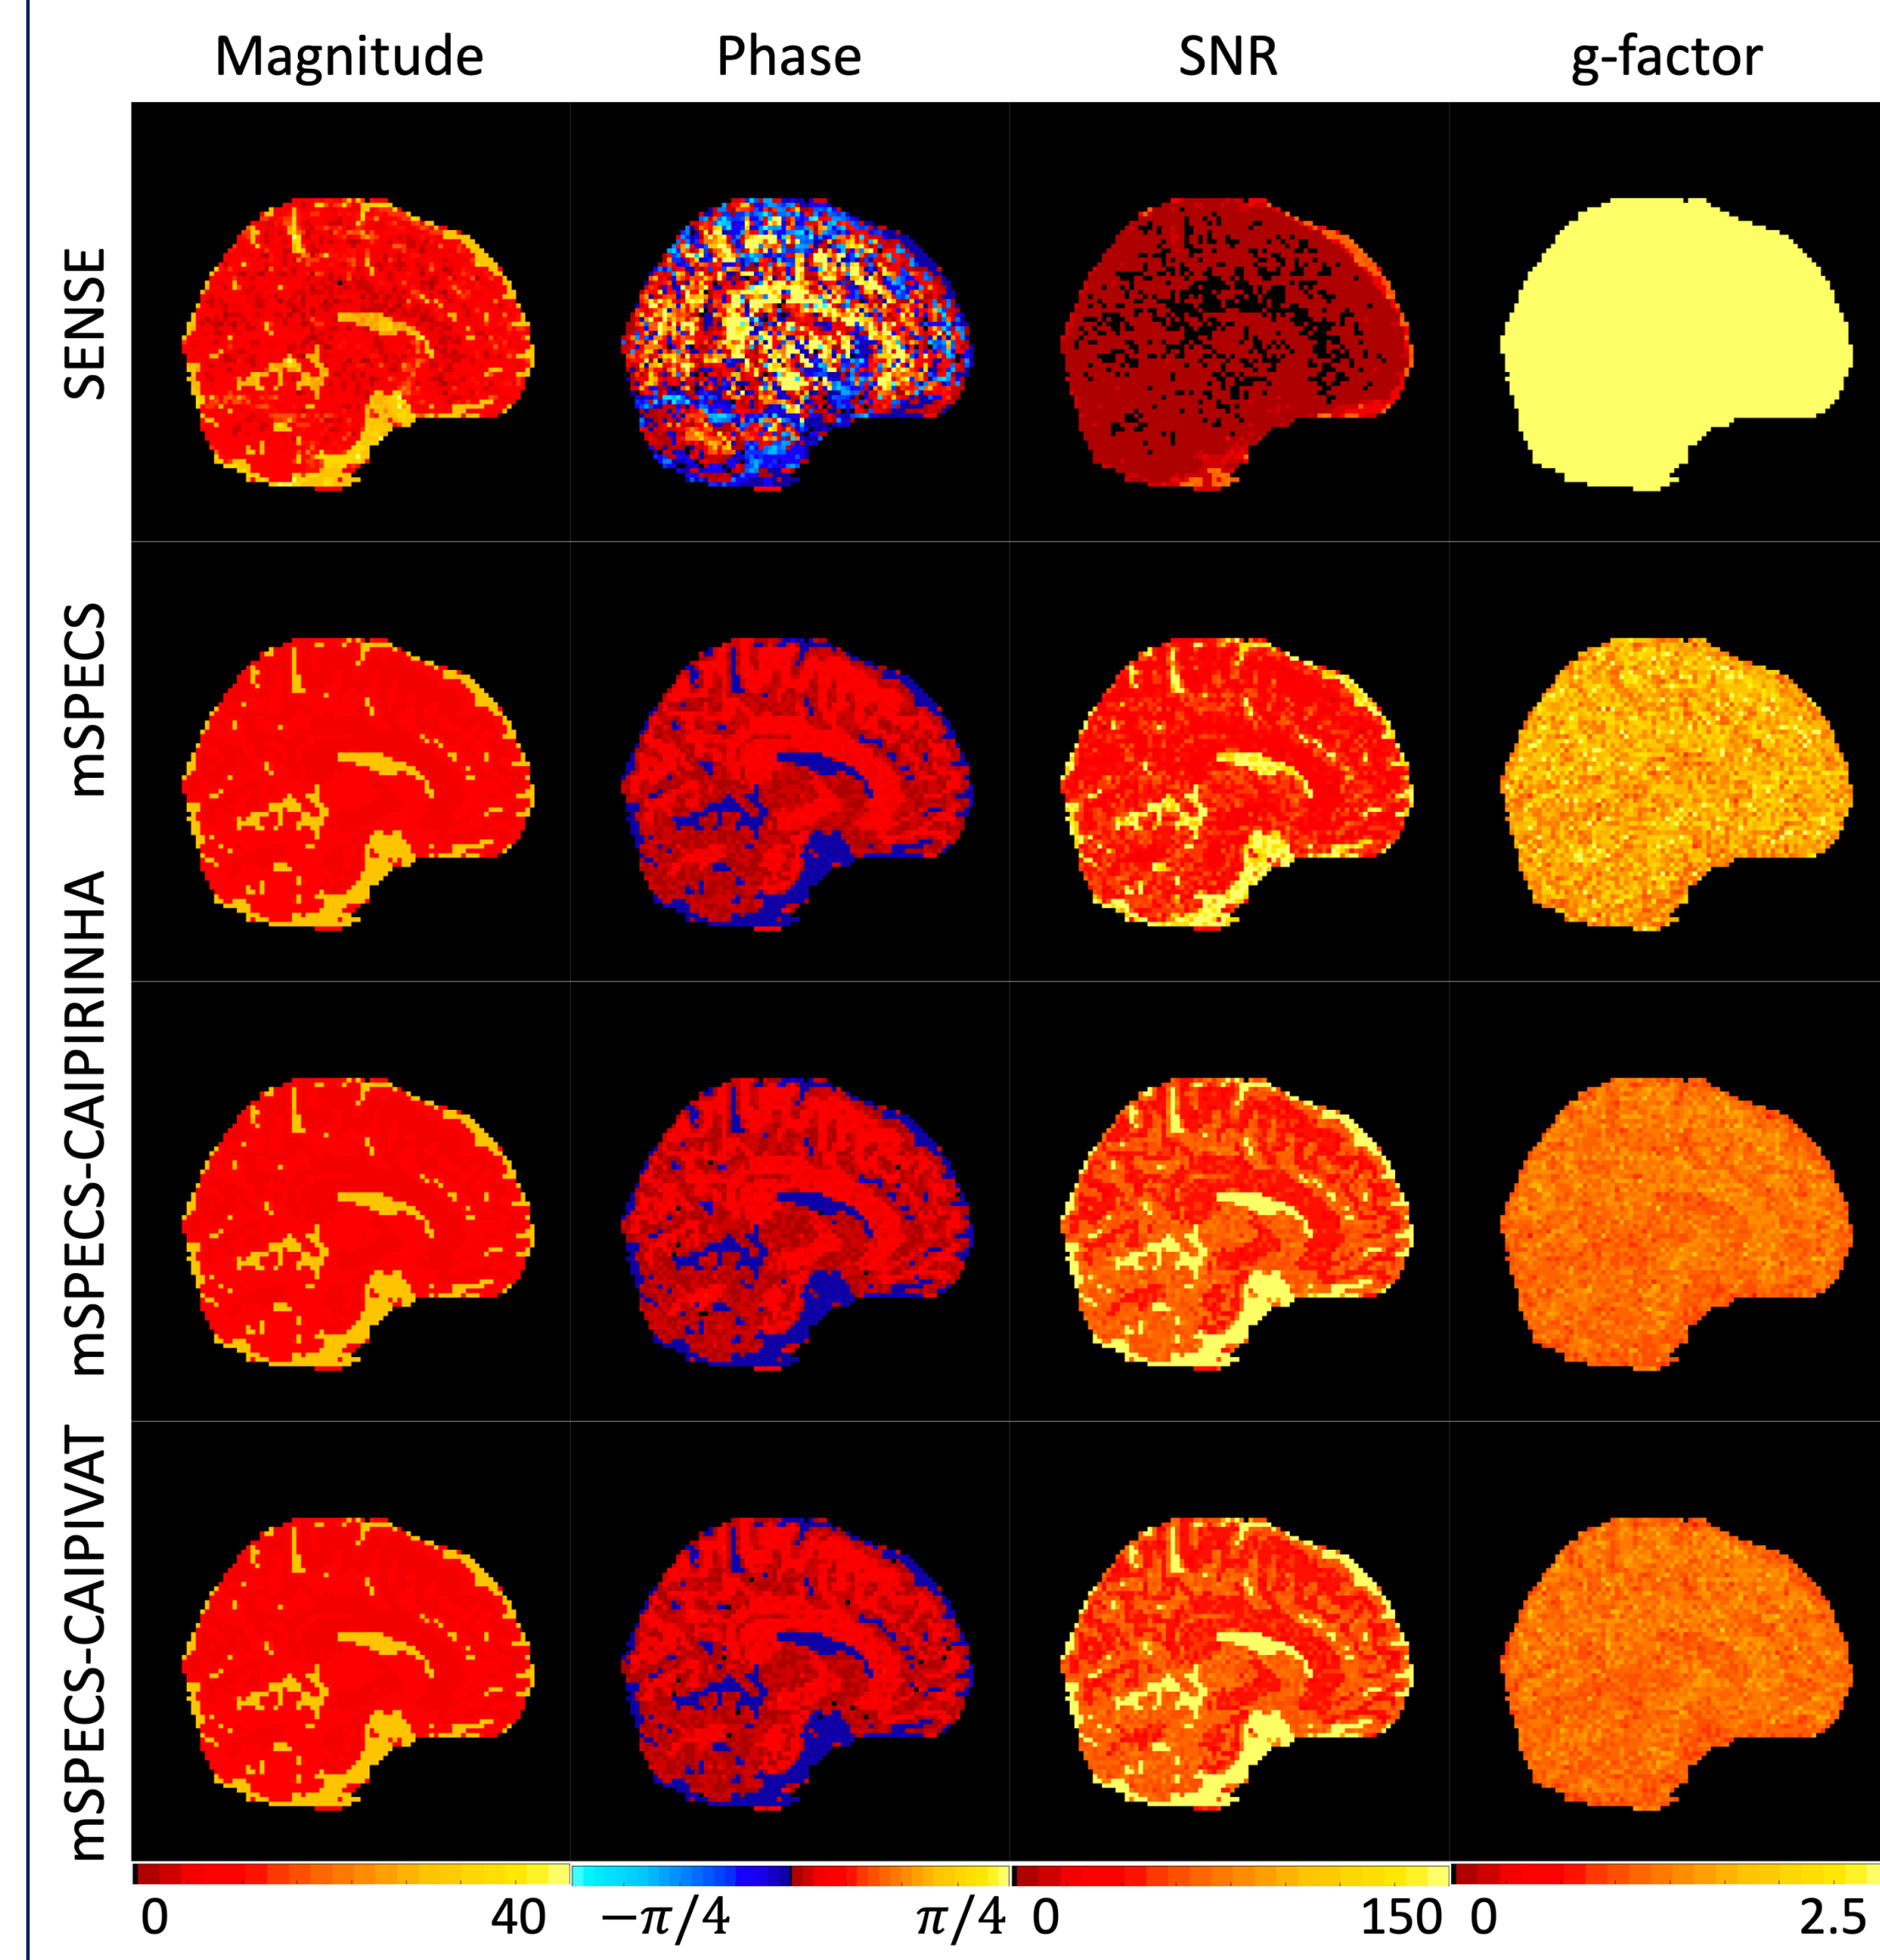 Magnitude Phase SNR g-factor
SENSE
mSPECS
mSPECS-CAIPIRINHA
mSPECS-CAIPIVAT
0 40 −π/4 π/4 0 150 0 2.5